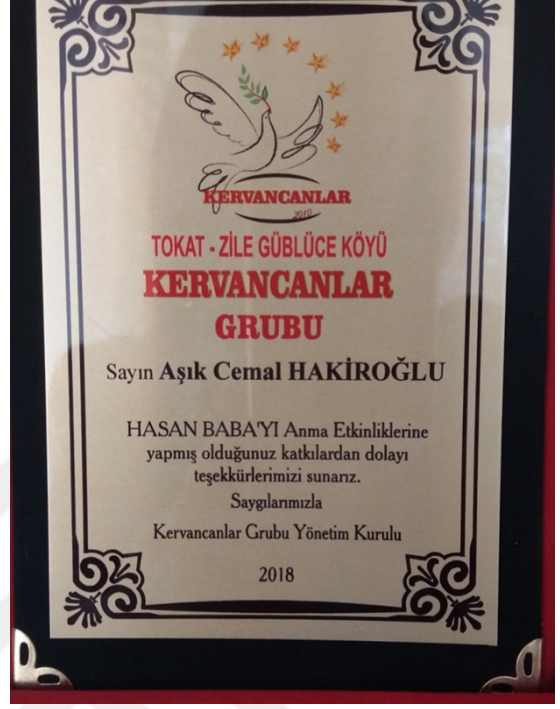 KERVANCANLAR
2010
TOKAT - ZİLE GÜBLÜCE KÖYÜ
KERVANCANLAR
GRUBU
Sayın Aşık Cemal HAKİROĞLU
HASAN BABA'YI Anma Etkinliklerine
yapmış olduğunuz katkılardan dolayı
teşekkürlerimizi sunarız.
Saygılarımızla
Kervancanlar Grubu Yönetim Kurulu
2018